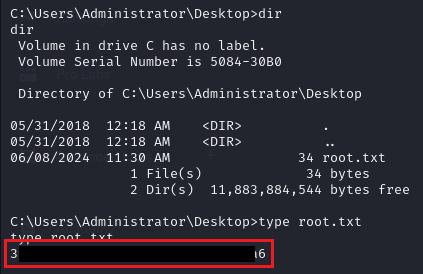 C:\Users\Administrator\Desktop>dir
dir
 Volume in drive C has no label.
 Volume Serial Number is 5084-30B0

 Directory of C:\Users\Administrator\Desktop

05/31/2018  12:18 AM    <DIR>          .
05/31/2018  12:18 AM    <DIR>          ..
06/08/2024  11:30 AM                34 root.txt
               1 File(s)             34 bytes
               2 Dir(s)  11,883,884,544 bytes free

C:\Users\Administrator\Desktop>type root.txt
type root.txt